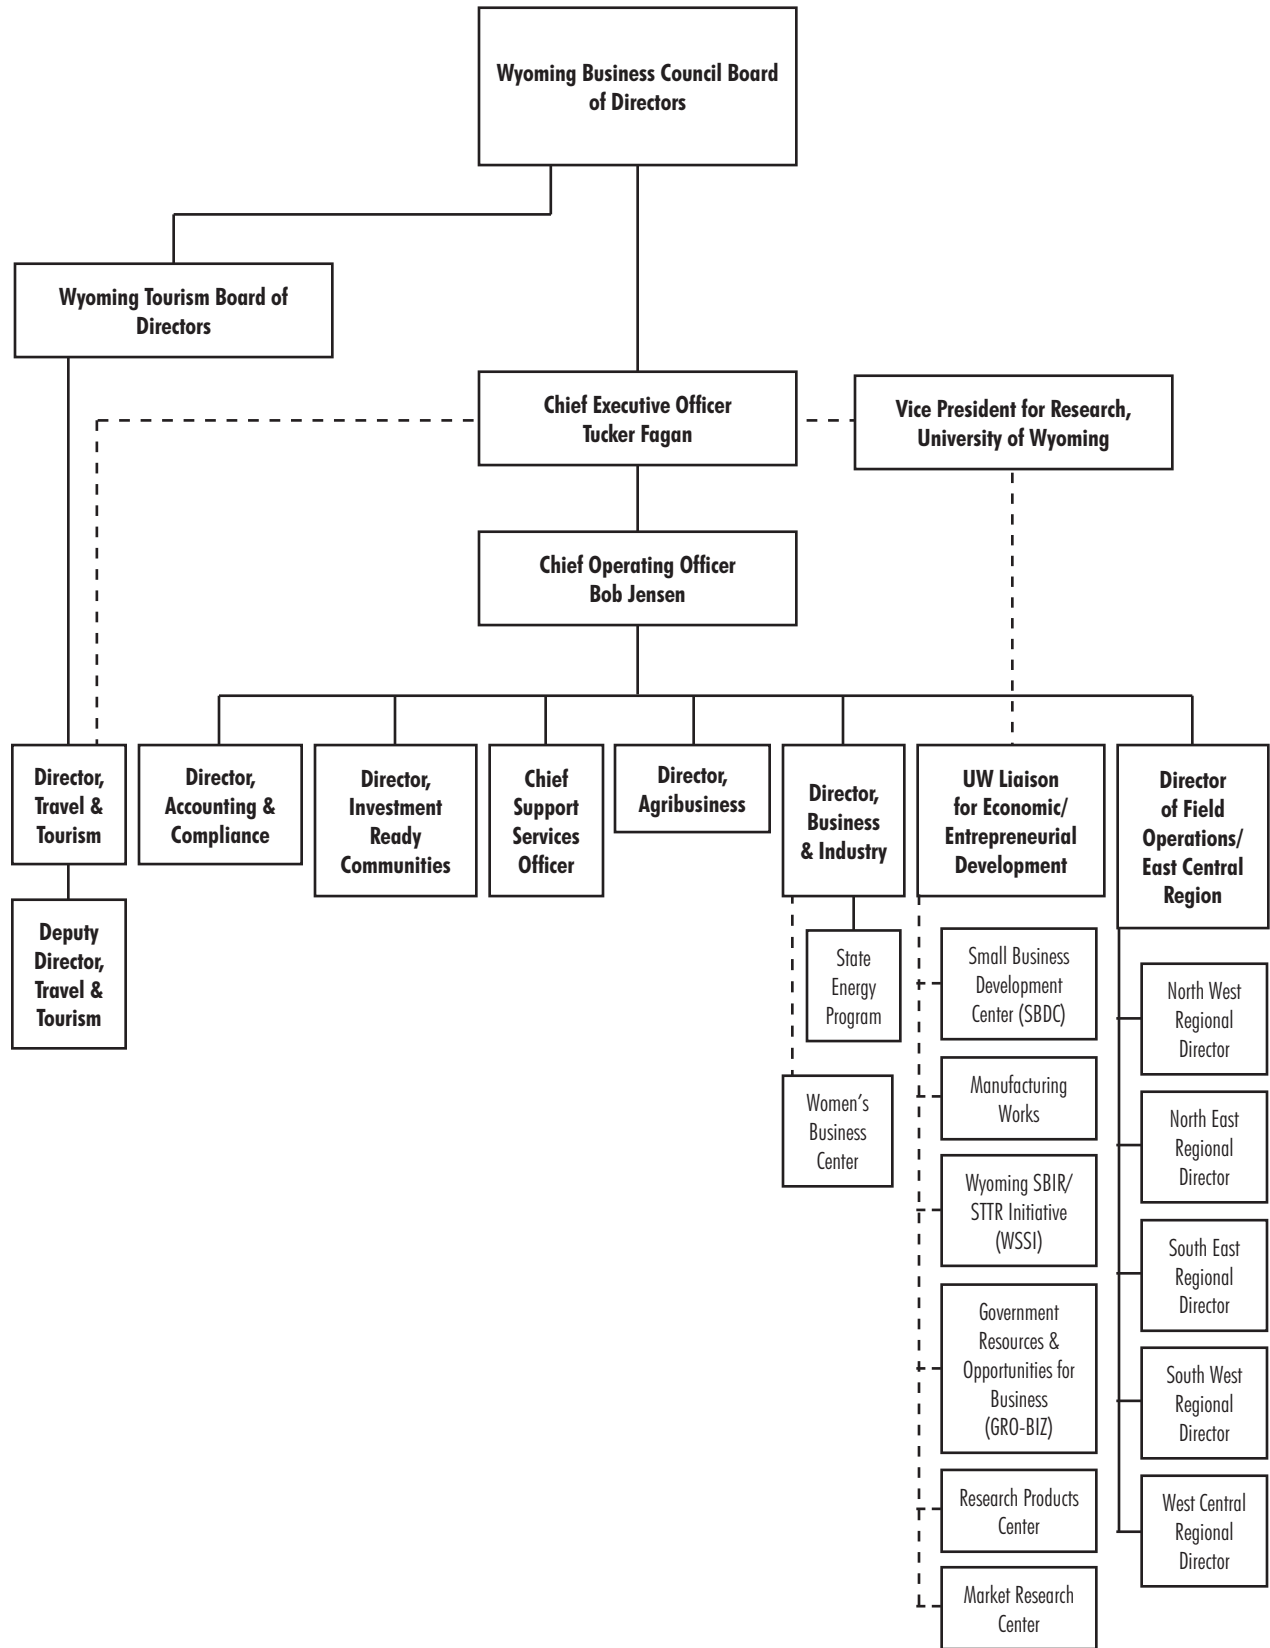 Wyoming Business Council Board
of Directors
Wyoming Tourism Board of
Directors
Chief Executive Officer
Tucker Fagan
Vice President for Research,
University of Wyoming
Chief Operating Officer
Bob Jensen
Director,
Travel &
Tourism
Director,
Accounting &
Compliance
Director,
Investment
Ready
Communities
Chief
Support
Services
Officer
Director,
Agribusiness
Director,
Business
& Industry
UW Liaison
for Economic/
Entrepreneurial
Development
Director
of Field
Operations/
East Central
Region
Deputy
Director,
Travel &
Tourism
State
Energy
Program
Women's
Business
Center
Small Business
Development
Center (SBDC)
Manufacturing
Works
Wyoming SBIR/
STTR Initiative
(WSSI)
Government
Resources &
Opportunities for
Business
(GRO-BIZ)
Research Products
Center
Market Research
Center
North West
Regional
Director
North East
Regional
Director
South East
Regional
Director
South West
Regional
Director
West Central
Regional
Director